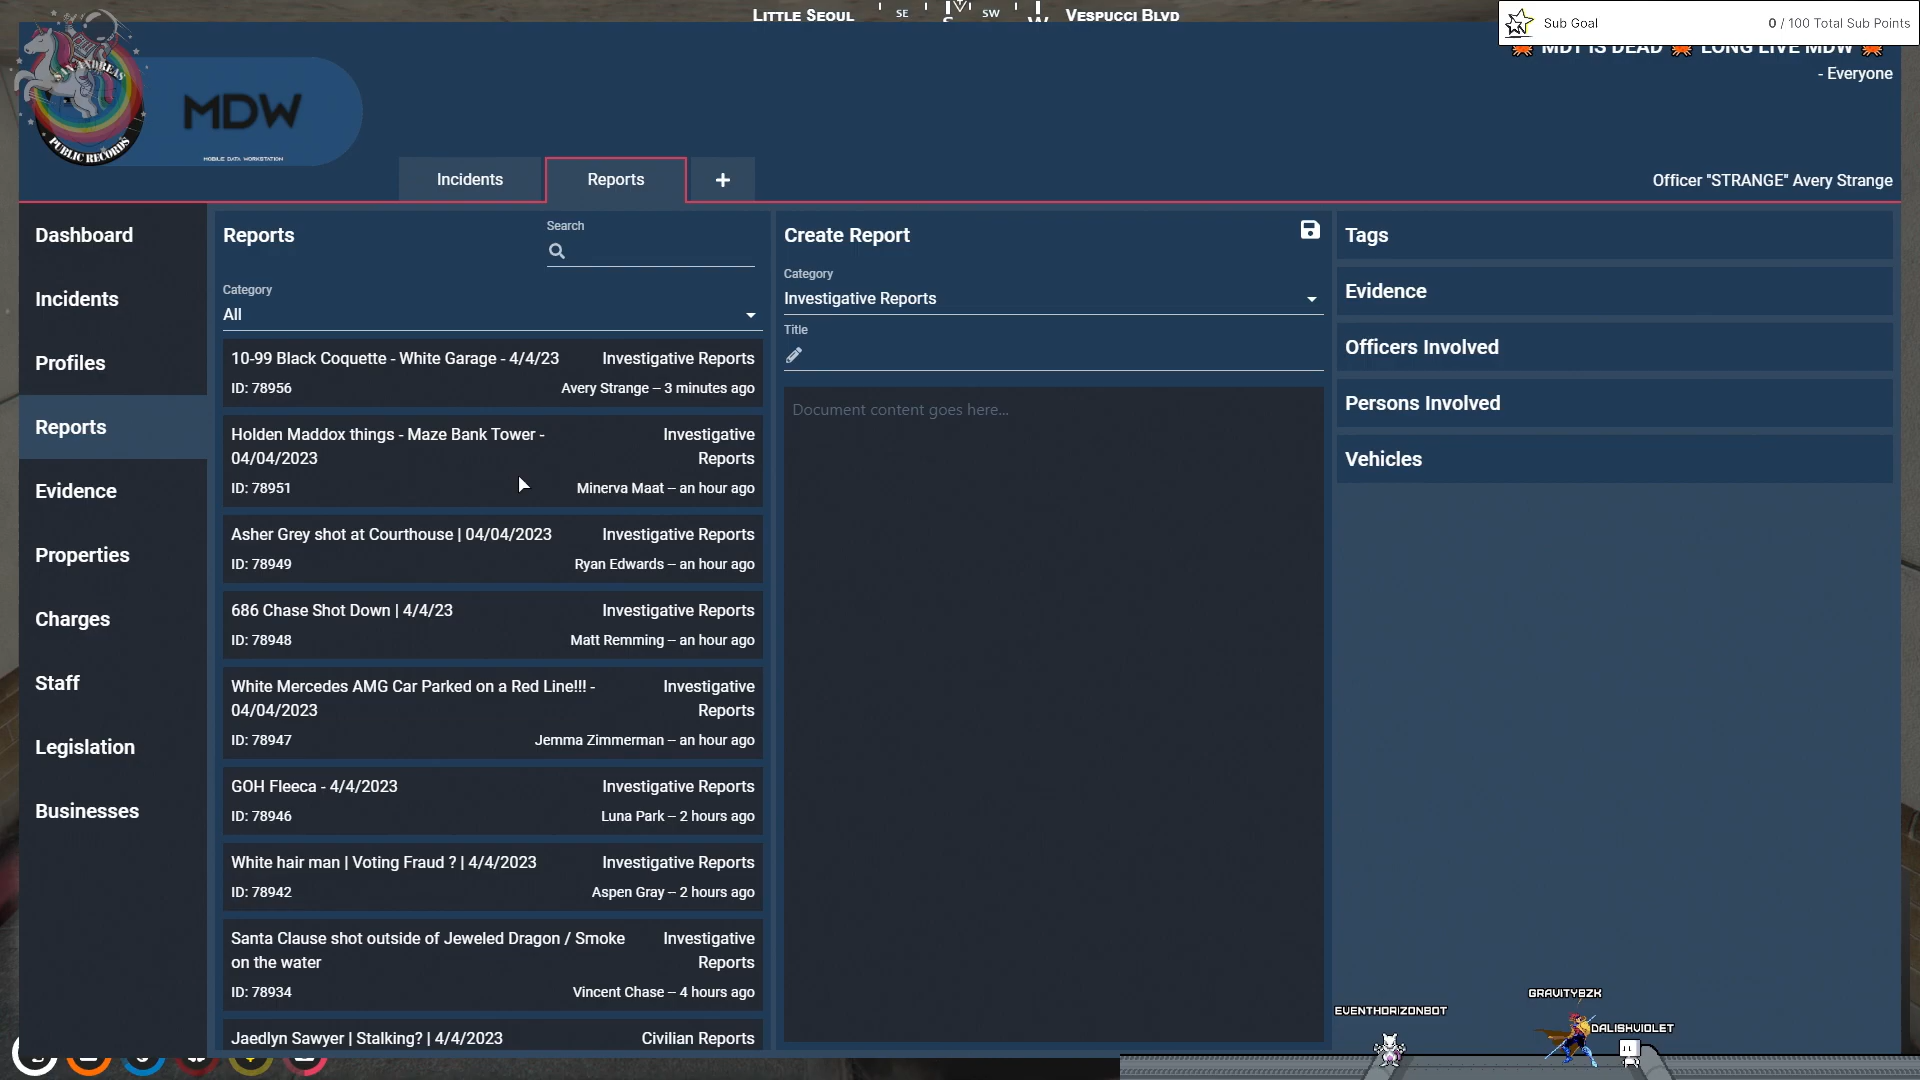 LITTLE SEOUL
SE
S
SW
W
VESPUCCI BLVD
Sub Goal
0 / 100 Total Sub Points
MDT IS DEAD
LONG LIVE MDW
- Everyone
SAN ANDREAS
PUBLIC RECORDS
MDW
MOBILE DATA WORKSTATION
Incidents
Reports
+
Officer "STRANGE" Avery Strange
Dashboard
Incidents
Profiles
Reports
Evidence
Properties
Charges
Staff
Legislation
Businesses
Reports
Search
Category
All
10-99 Black Coquette - White Garage - 4/4/23
Investigative Reports
ID: 78956
Avery Strange – 3 minutes ago
Holden Maddox things - Maze Bank Tower -
04/04/2023
Investigative
Reports
ID: 78951
Minerva Maat – an hour ago
Asher Grey shot at Courthouse | 04/04/2023
Investigative Reports
ID: 78949
Ryan Edwards – an hour ago
686 Chase Shot Down | 4/4/23
Investigative Reports
ID: 78948
Matt Remming – an hour ago
White Mercedes AMG Car Parked on a Red Line!!! -
04/04/2023
Investigative
Reports
ID: 78947
Jemma Zimmerman – an hour ago
GOH Fleeca - 4/4/2023
Investigative Reports
ID: 78946
Luna Park – 2 hours ago
White hair man | Voting Fraud ? | 4/4/2023
Investigative Reports
ID: 78942
Aspen Gray – 2 hours ago
Santa Clause shot outside of Jeweled Dragon / Smoke
on the water
Investigative
Reports
ID: 78934
Vincent Chase – 4 hours ago
Jaedlyn Sawyer | Stalking? | 4/4/2023
Civilian Reports
Create Report
Category
Investigative Reports
Title
Document content goes here...
Tags
Evidence
Officers Involved
Persons Involved
Vehicles
GRAVITYBZK
EVENTHORIZONBOT
DALISHVIOLET